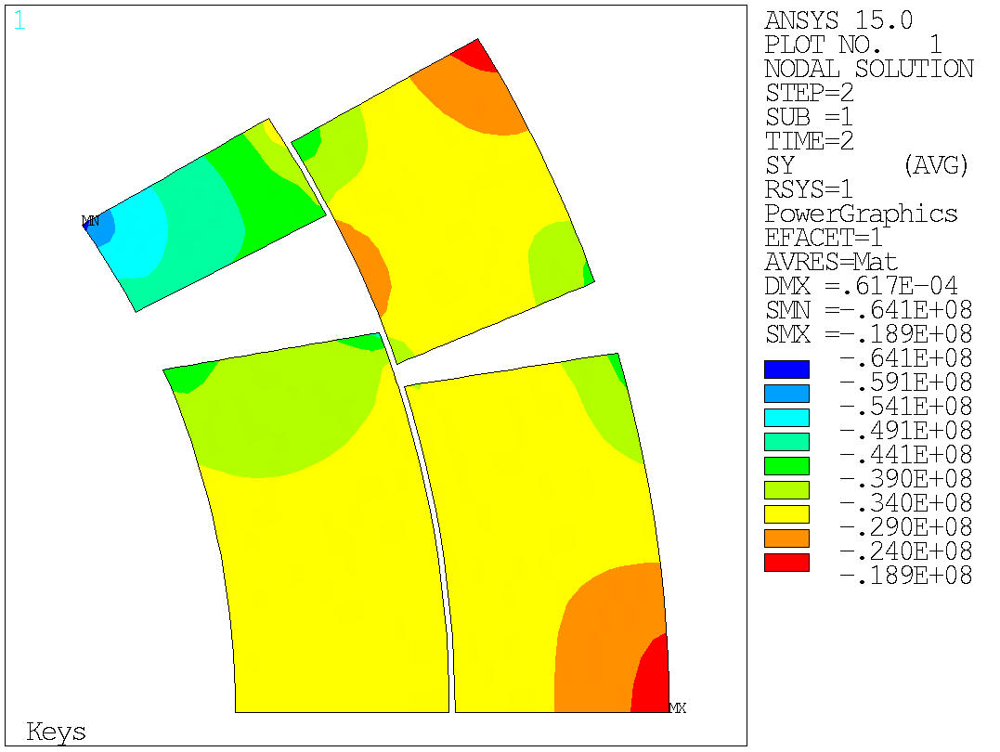 1
ANSYS 15.0
PLOT NO.   1
NODAL SOLUTION
STEP=2
SUB =1
TIME=2
SY       (AVG)
RSYS=1
PowerGraphics
EFACET=1
AVRES=Mat
DMX =.617E-04
SMN =-.641E+08
SMX =-.189E+08
-.641E+08
-.591E+08
-.541E+08
-.491E+08
-.441E+08
-.390E+08
-.340E+08
-.290E+08
-.240E+08
-.189E+08
MN
MX
Keys